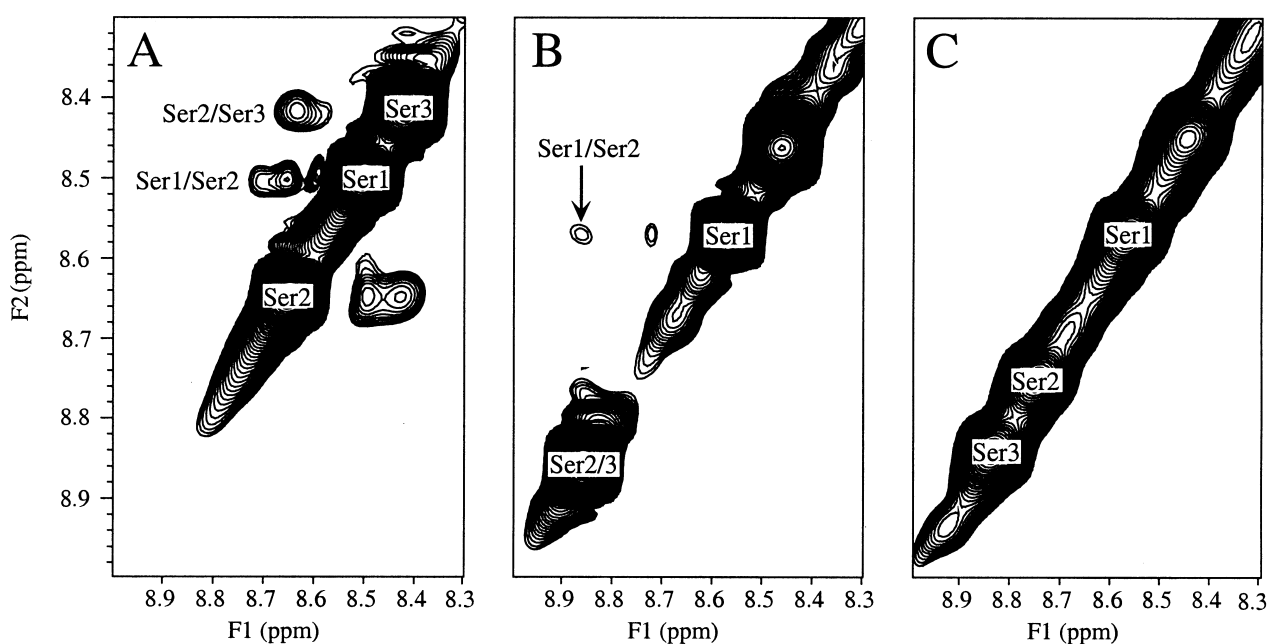 A
B
C
Ser2/Ser3
Ser3
Ser1/Ser2
Ser1
Ser2
Ser1/Ser2
Ser1
Ser2/3
Ser1
Ser2
Ser3
8.4
8.5
8.6
8.7
8.8
8.9
F2 (ppm)
8.9 8.8 8.7 8.6 8.5 8.4 8.3
8.9 8.8 8.7 8.6 8.5 8.4 8.3
8.9 8.8 8.7 8.6 8.5 8.4 8.3
F1 (ppm)
F1 (ppm)
F1 (ppm)